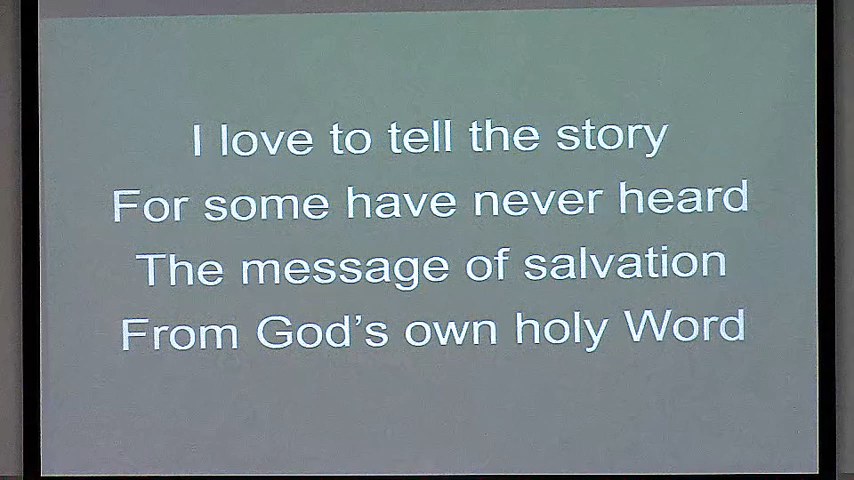 I love to tell the story
For some have never heard
The message of salvation
From God's own holy Word